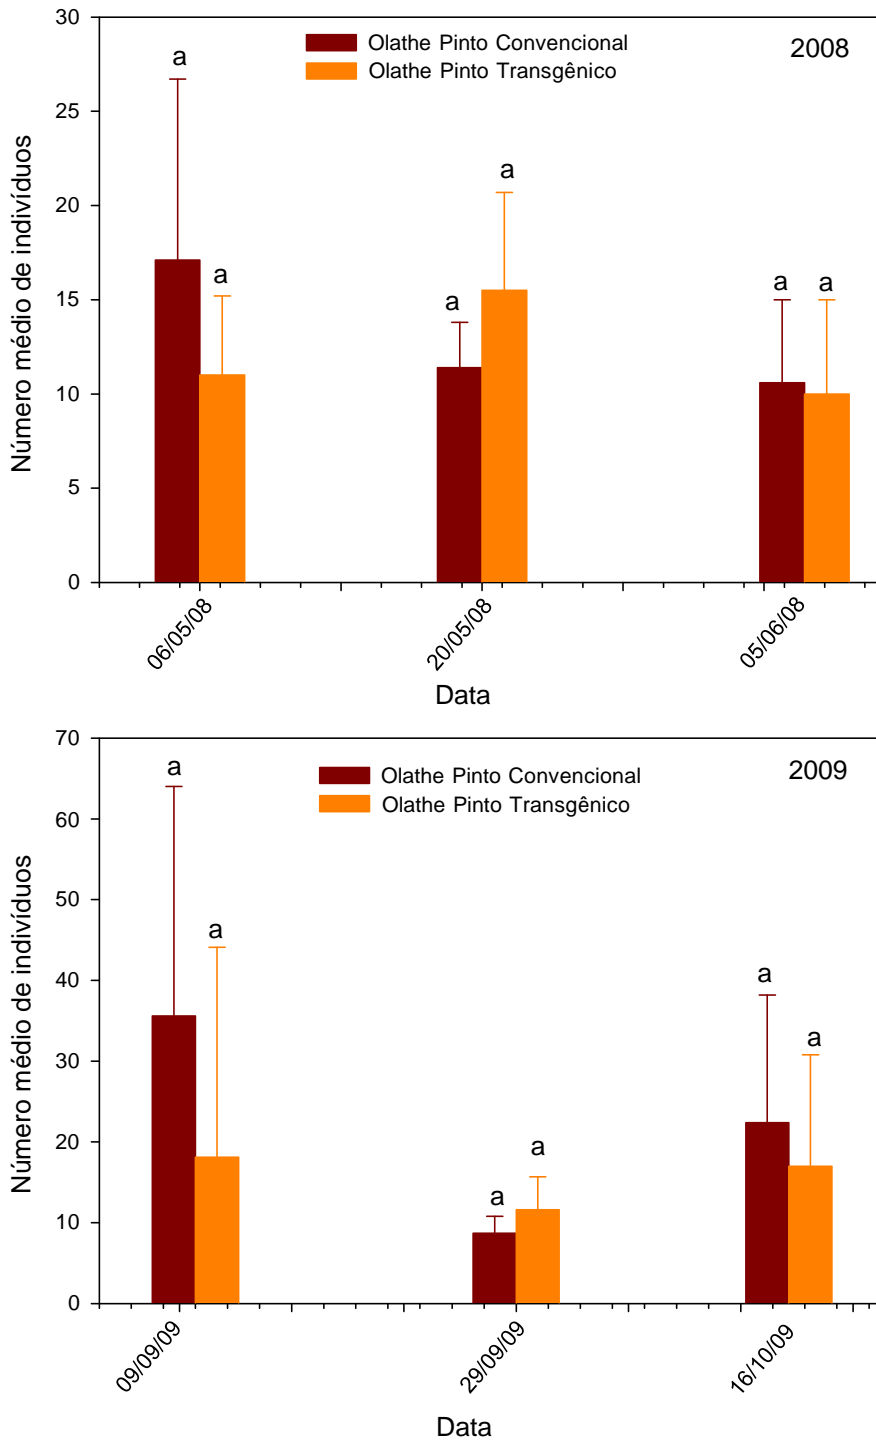 30
25
20
15
10
5
0
Número médio de indivíduos
Olathe Pinto Convencional
Olathe Pinto Transgênico
2008
a
a
a
a
a
a
06/05/08
20/05/08
05/06/08
Data
70
60
50
40
30
20
10
0
Número médio de indivíduos
Olathe Pinto Convencional
Olathe Pinto Transgênico
2009
a
a
a
a
a
a
09/09/09
29/09/09
16/10/09
Data